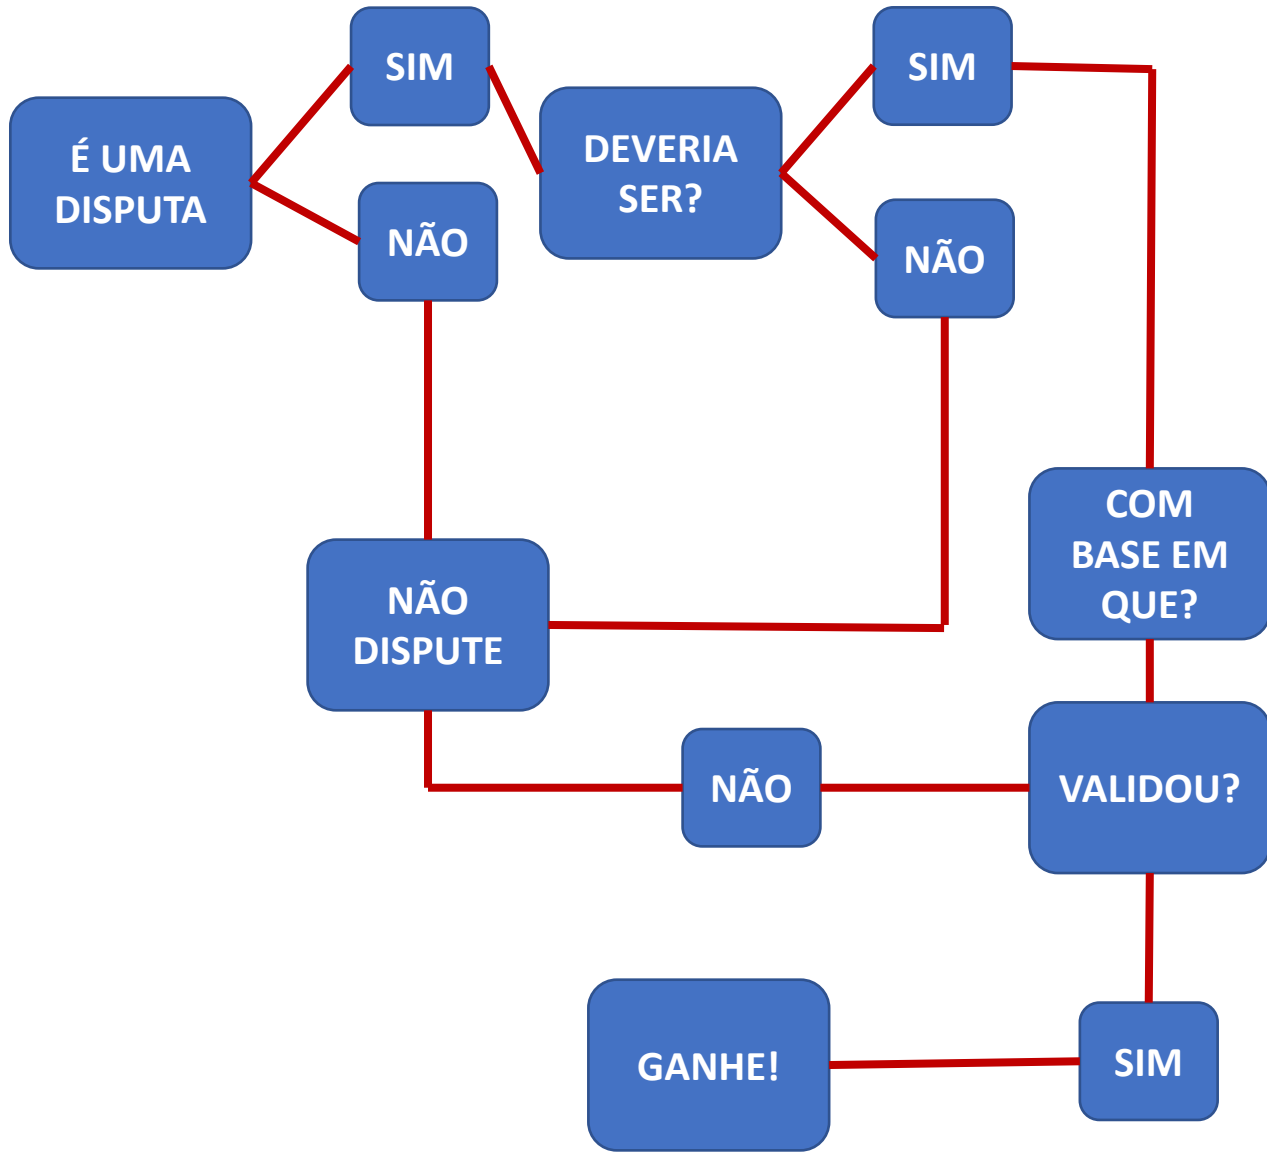 É UMA
DISPUTA
SIM
NÃO
DEVERIA
SER?
SIM
NÃO
COM
BASE EM
QUE?
NÃO
DISPUTE
NÃO
VALIDOU?
GANHE!
SIM